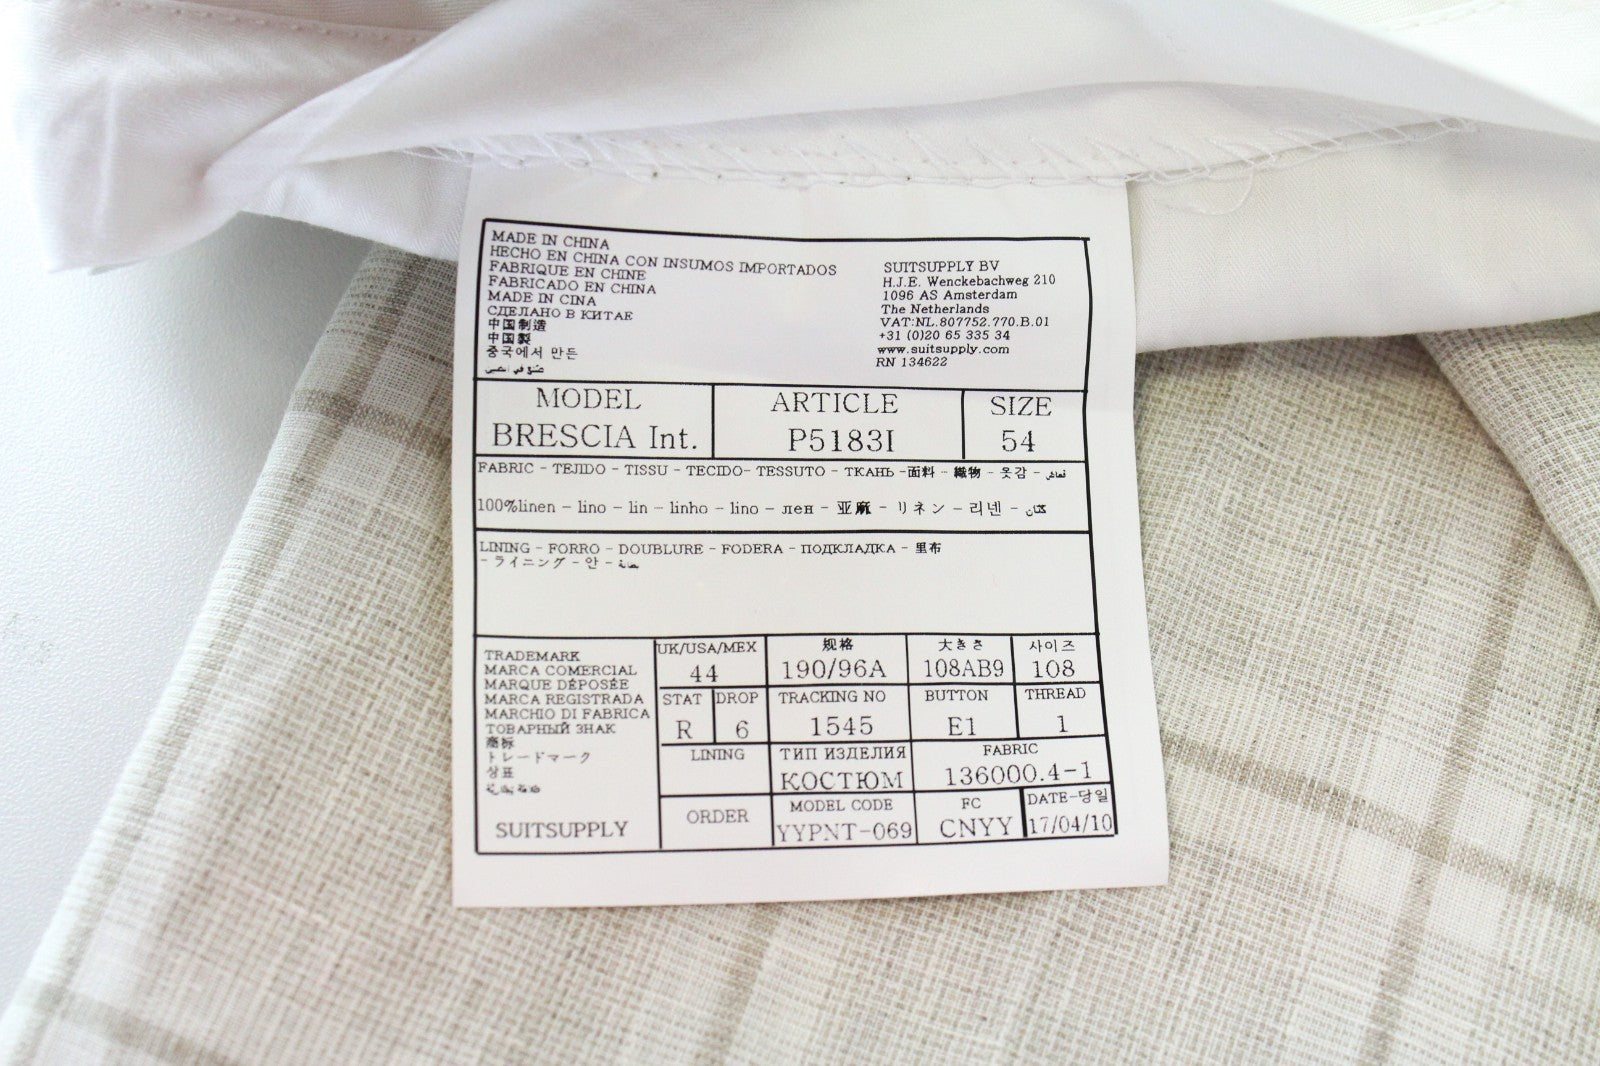 MADE IN CHINA
HECHO EN CHINA CON INSUMOS IMPORTADOS
FABRIQUE EN CHINE
FABRICADO EN CHINA
MADE IN CINA
СДЕЛАНО В КИТАЕ
中国制造
中国製
중국에서 만든
SUITSUPPLY BV
H.J.E. Wenckebachweg 210
1096 AS Amsterdam
The Netherlands
VAT:NL.807752.770.B.01
+31 (0)20 65 335 34
www.suitsupply.com
RN 134622
MODEL
BRESCIA Int.
ARTICLE
P5183I
SIZE
54
FABRIC - TEJIDO - TISSU - TECIDO- TESSUTO - ТКАНЬ -面料 - 織物 - 옷감 - قماش
100%linen - lino - lin - linho - lino - лен - 亚麻 - リネン - 리넨 - كتان
LINING - FORRO - DOUBLURE - FODERA - ПОДКЛАДКА - 里布
- ライニング - 안 -
TRADEMARK
MARCA COMERCIAL
MARQUE DÉPOSÉE
MARCA REGISTRADA
MARCHIO DI FABRICA
ТОВАРНЫЙ ЗНАК
商标
トレードマーク
상표
SUITSUPPLY
UK/USA/MEX
44
规格
190/96A
大きさ
108AB9
사이즈
108
STAT
R
DROP
6
TRACKING NO
1545
BUTTON
E1
THREAD
1
LINING
ТИП ИЗДЕЛИЯ
КОСТЮМ
FABRIC
136000.4-1
ORDER
MODEL CODE
YYPNT-069
FC
CNYY
DATE-당일
17/04/10